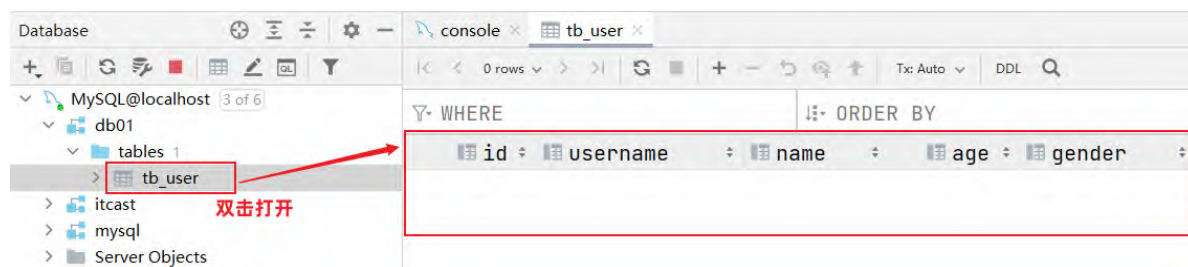 Database
console
tb_user
0 rows
Tx: Auto
DDL
MySQL@localhost 3 of 6
WHERE
ORDER BY
db01
tables 1
id
username
name
age
gender
tb_user
双击打开
itcast
mysql
Server Objects